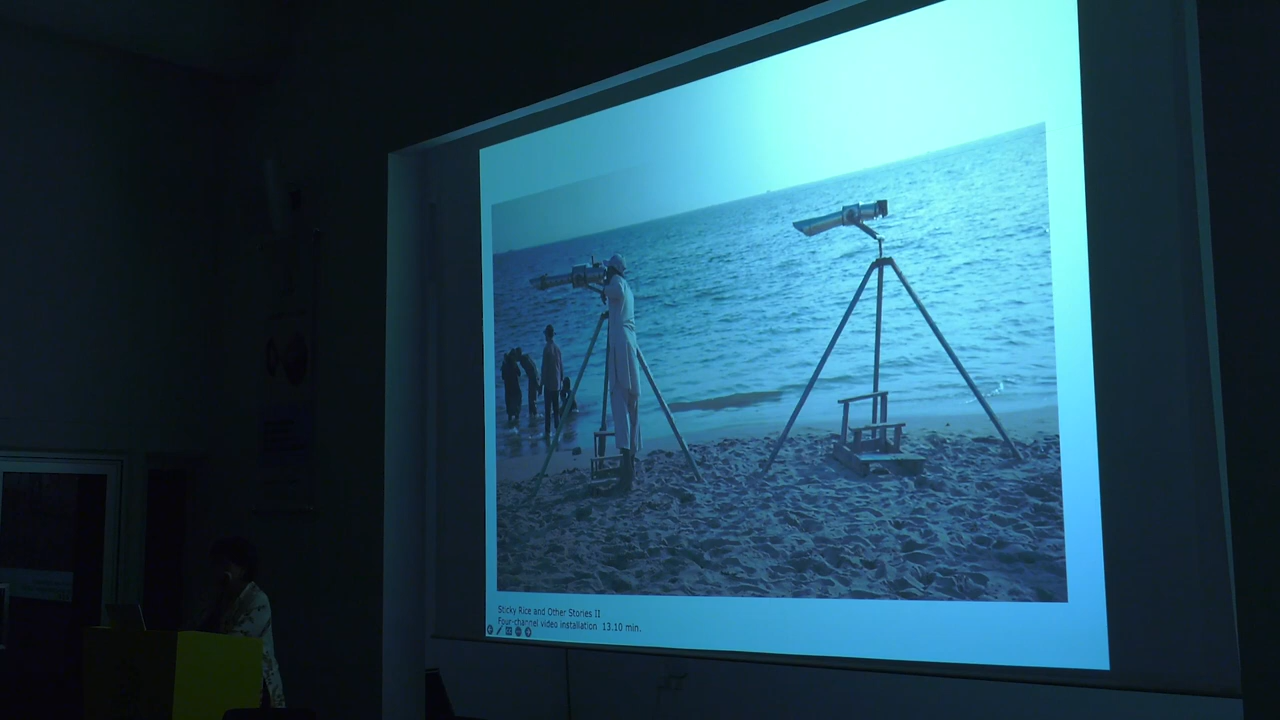 Sticky Rice and Other Stories II
Four-channel video installation 13.10 min.